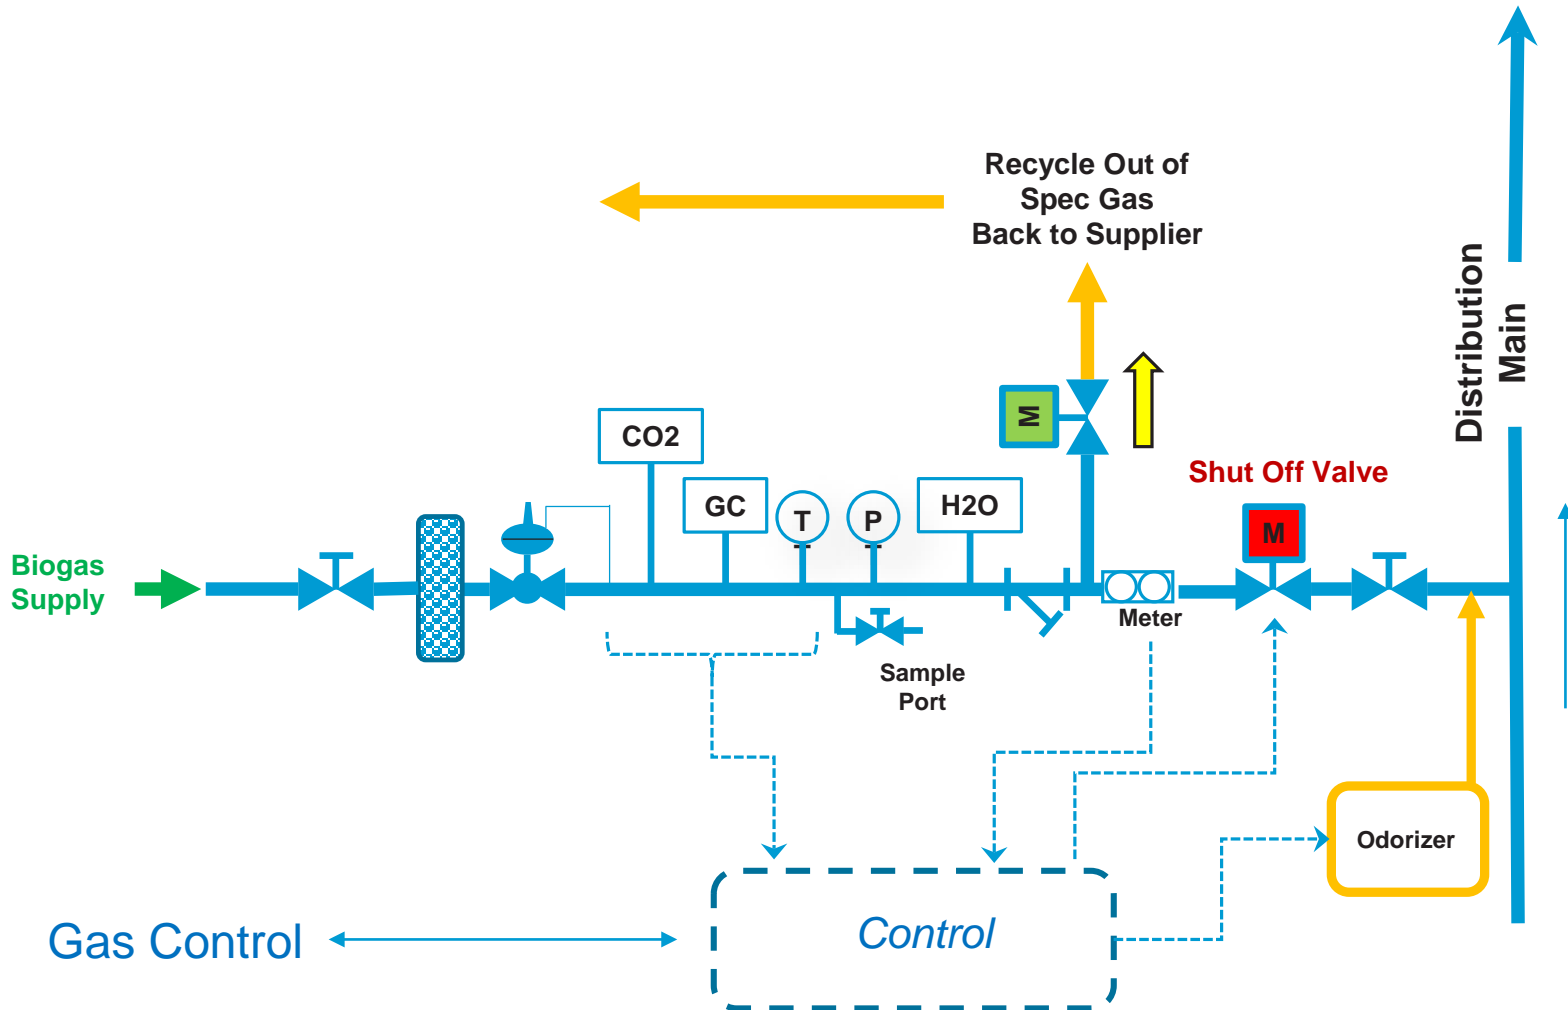 Recycle Out of
Spec Gas
Back to Supplier
Distribution
Main
M
CO2
GC
T
P
H2O
Shut Off Valve
M
Biogas
Supply
Meter
Sample
Port
Odorizer
Gas Control
Control